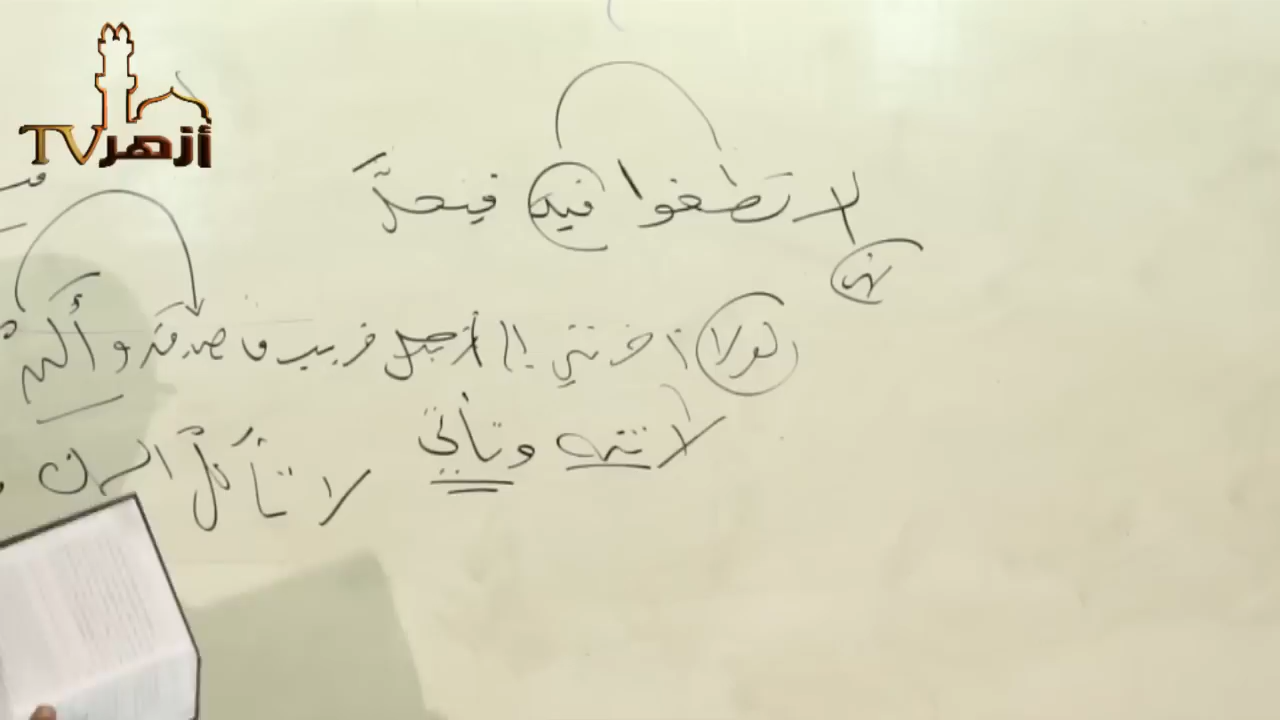 أزهر TV
لا تطغوا فيه فيحلَّ
نهي
لولا أخرتني إلى أجل قريب فأصدق وأكن
لا تنه وتأتي
لا تأكلْ السمك